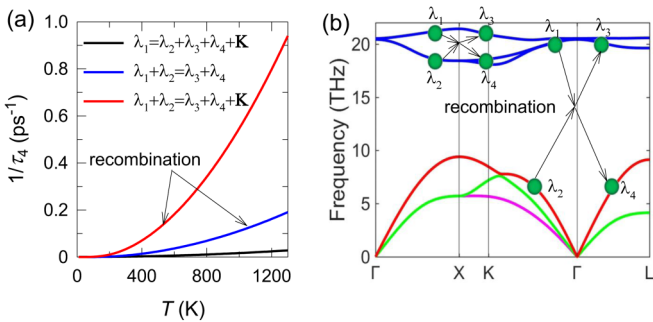 (a)
1/τ₄ (ps⁻¹)
1.0
0.8
0.6
0.4
0.2
0
λ₁=λ₂+λ₃+λ₄+K
λ₁+λ₂=λ₃+λ₄
λ₁+λ₂=λ₃+λ₄+K
recombination
0 400 800 1200
T (K)
(b)
Frequency (THz)
20
15
10
5
0
λ₁ λ₃
λ₂ λ₄
λ₁ λ₃
recombination
λ₂ λ₄
Γ X K Γ L